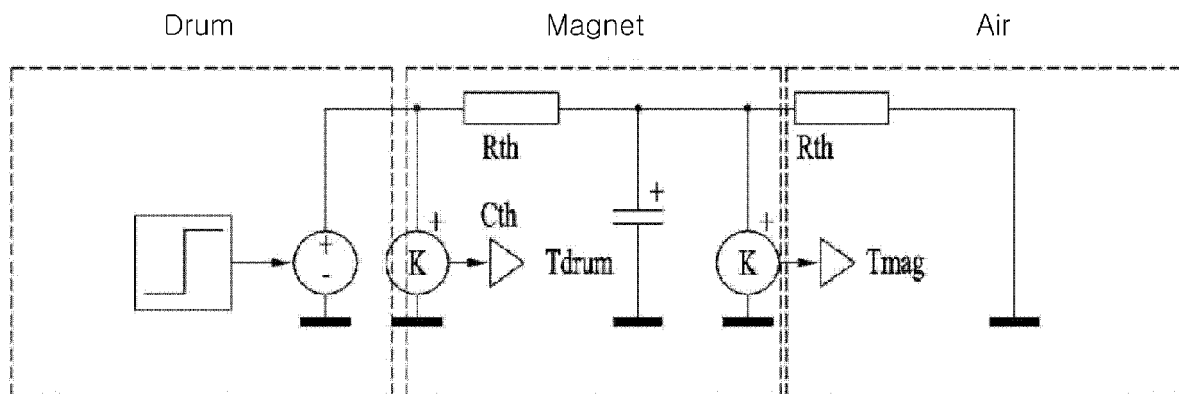 Drum Magnet Air
Rth Rth
Cth
+ + +
+
- K Tdrum K Tmag